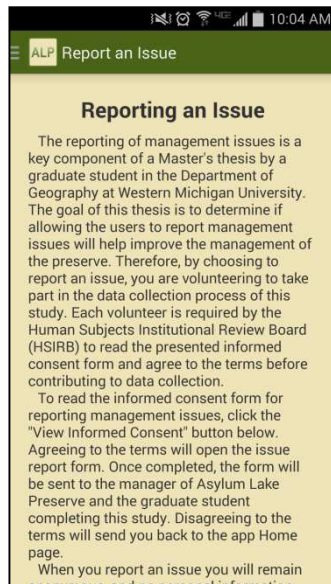 4G 10:04 AM
ALP Report an Issue
Reporting an Issue
The reporting of management issues is a
key component of a Master's thesis by a
graduate student in the Department of
Geography at Western Michigan University.
The goal of this thesis is to determine if
allowing the users to report management
issues will help improve the management of
the preserve. Therefore, by choosing to
report an issue, you are volunteering to take
part in the data collection process of this
study. Each volunteer is required by the
Human Subjects Institutional Review Board
(HSIRB) to read the presented informed
consent form and agree to the terms before
contributing to data collection.
To read the informed consent form for
reporting management issues, click the
"View Informed Consent" button below.
Agreeing to the terms will open the issue
report form. Once completed, the form will
be sent to the manager of Asylum Lake
Preserve and the graduate student
completing this study. Disagreeing to the
terms will send you back to the app Home
page.
When you report an issue you will remain
anonymous, and no personal information